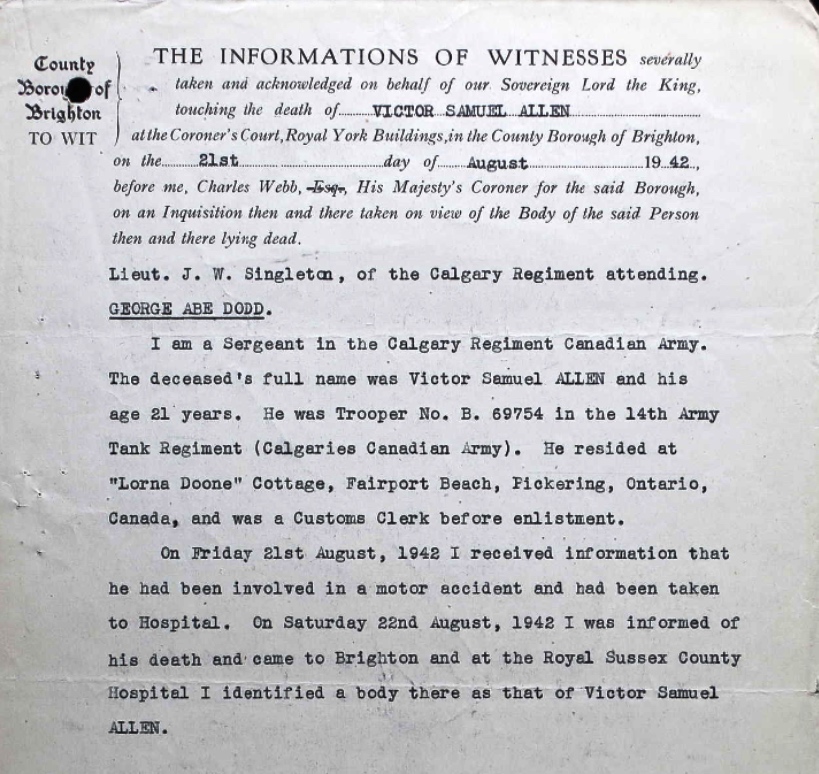 County
Borough of
Brighton
TO WIT
THE INFORMATIONS OF WITNESSES severally
taken and acknowledged on behalf of our Sovereign Lord the King,
touching the death of VICTOR SAMUEL ALLEN
at the Coroner's Court, Royal York Buildings, in the County Borough of Brighton,
on the 21st day of August 1942.,
before me, Charles Webb, Esq., His Majesty's Coroner for the said Borough,
on an Inquisition then and there taken on view of the Body of the said Person
then and there lying dead.
Lieut. J. W. Singleton, of the Calgary Regiment attending.
GEORGE ABE DODD.
I am a Sergeant in the Calgary Regiment Canadian Army.
The deceased's full name was Victor Samuel ALLEN and his
age 21 years. He was Trooper No. B. 69754 in the 14th Army
Tank Regiment (Calgaries Canadian Army). He resided at
"Lorna Doone" Cottage, Fairport Beach, Pickering, Ontario,
Canada, and was a Customs Clerk before enlistment.
On Friday 21st August, 1942 I received information that
he had been involved in a motor accident and had been taken
to Hospital. On Saturday 22nd August, 1942 I was informed of
his death and came to Brighton and at the Royal Sussex County
Hospital I identified a body there as that of Victor Samuel
ALLEN.